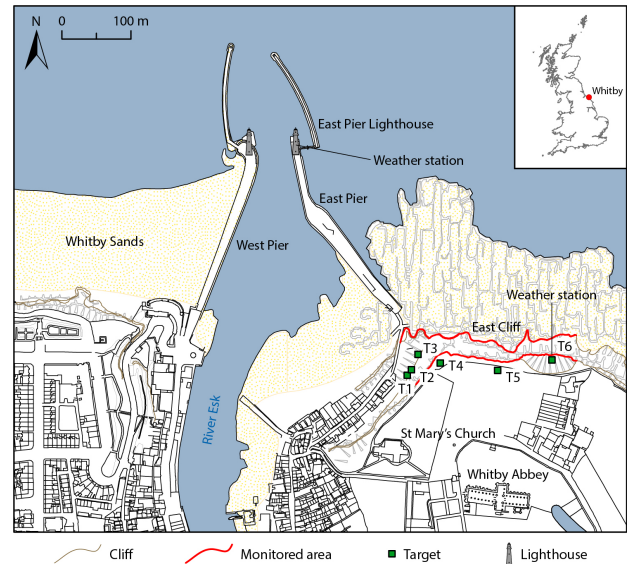 N
0
100 m
Whitby
East Pier Lighthouse
Weather station
East Pier
Whitby Sands
West Pier
Weather station
East Cliff
T3
T6
T4
T2
T5
T1
River Esk
St Mary's Church
Whitby Abbey
Cliff
Monitored area
Target
Lighthouse